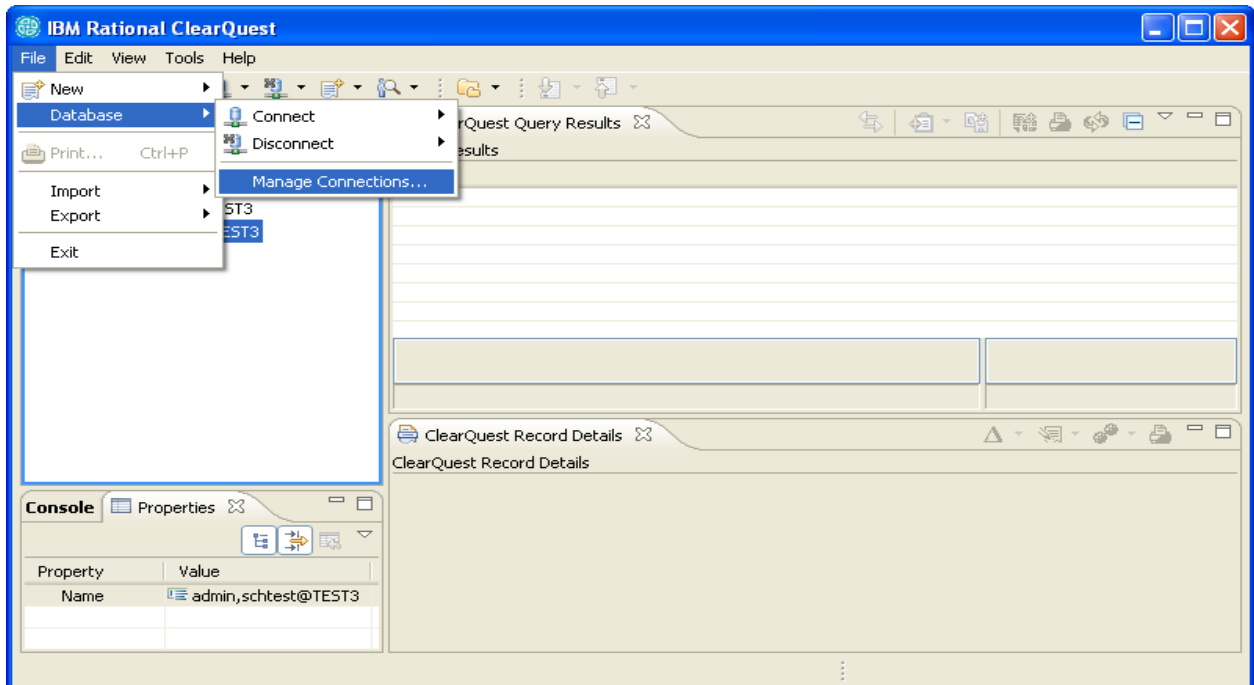 IBM Rational ClearQuest
File Edit View Tools Help
New
Database
Print... Ctrl+P
Import
Export
Exit
Connect
Disconnect
Manage Connections...
ST3
EST3
rQuest Query Results
esults
ClearQuest Record Details
ClearQuest Record Details
Console Properties
Property Value
Name admin,schtest@TEST3